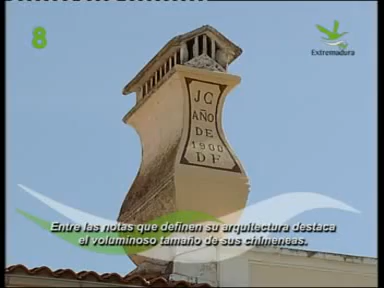 8
Extremadura
JC
AÑO
DE
1900
DF
Entre las notas que definen su arquitectura destaca
el voluminoso tamaño de sus chimeneas.